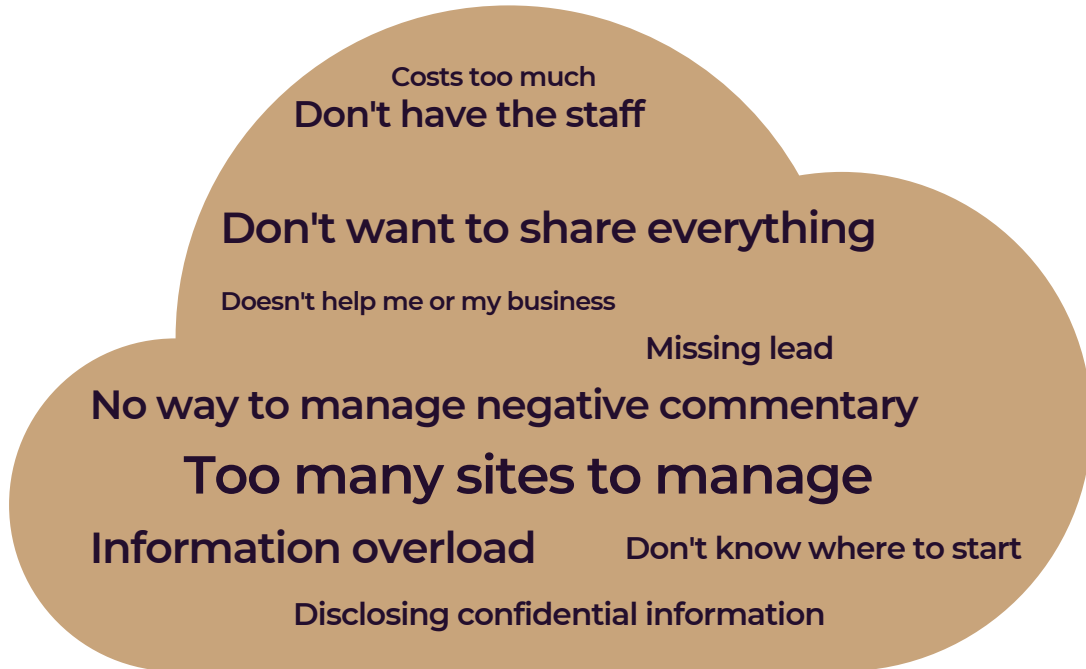 Costs too much
Don't have the staff
Don't want to share everything
Doesn't help me or my business
Missing lead
No way to manage negative commentary
Too many sites to manage
Information overload
Don't know where to start
Disclosing confidential information